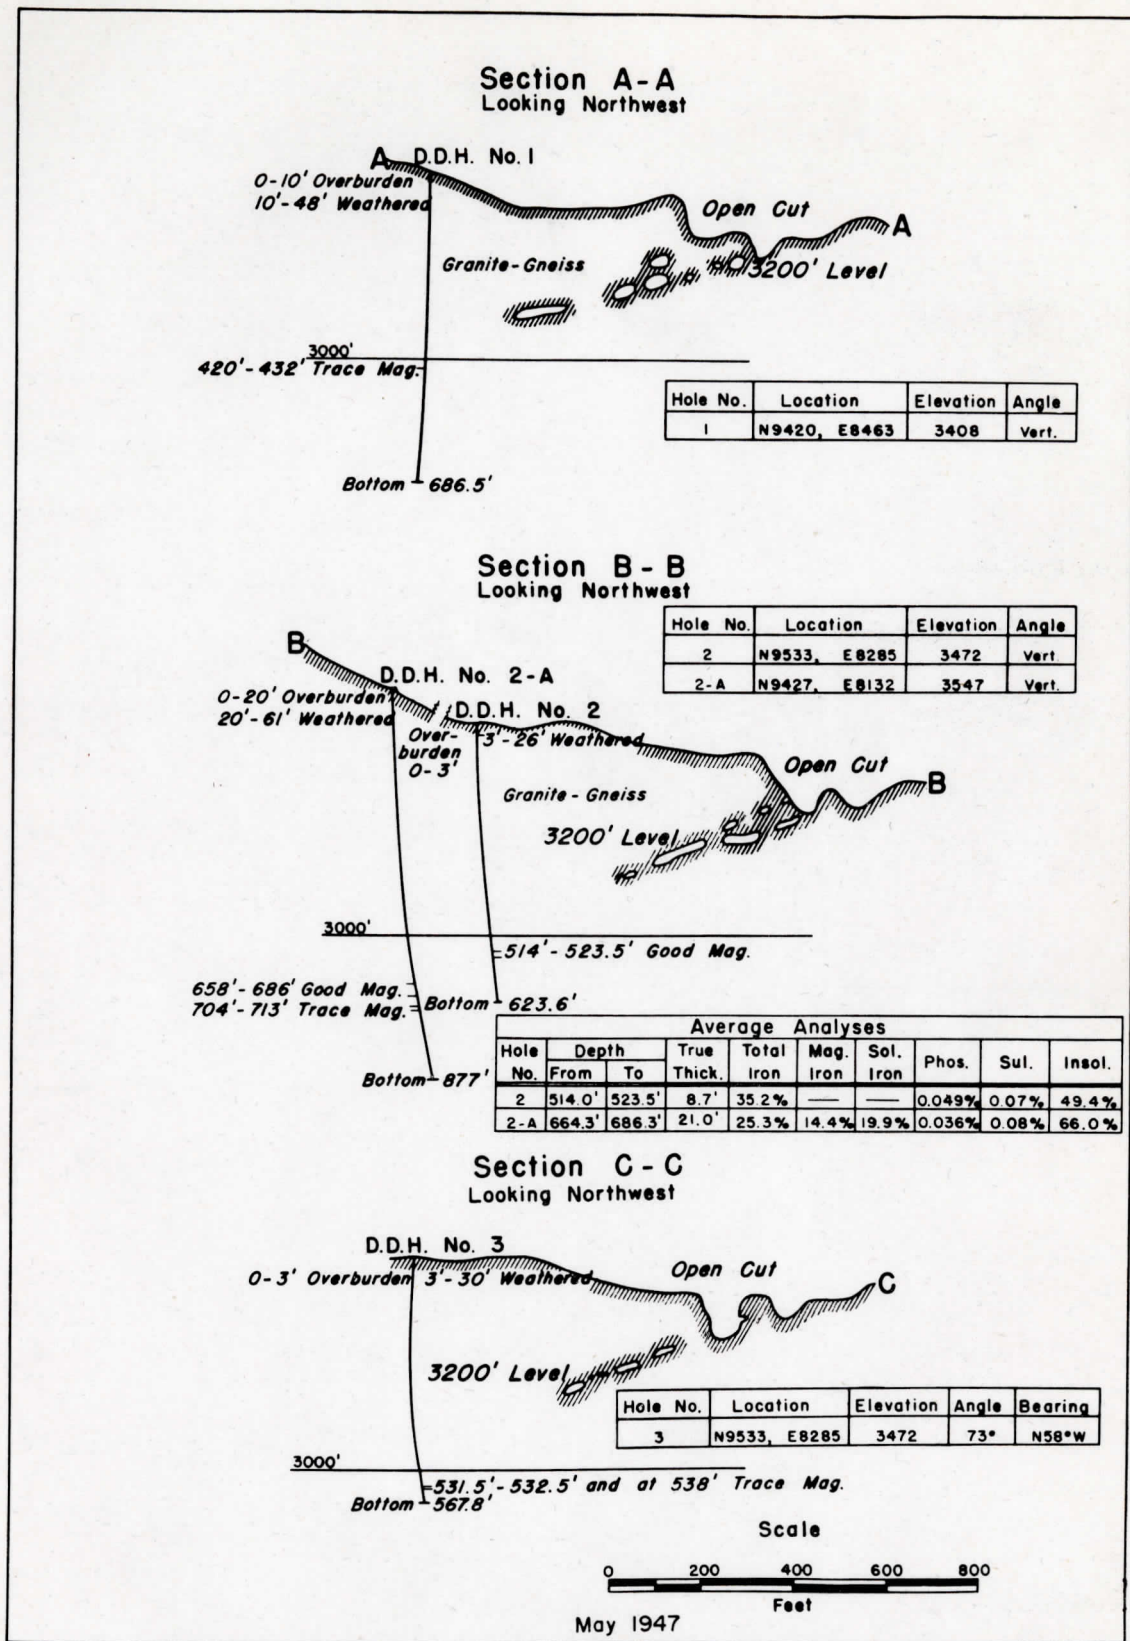 Section A-A
Looking Northwest
A D.D.H. No. 1
0-10' Overburden
10'-48' Weathered
Open Cut
A
Granite-Gneiss
3200' Level
3000'
420'-432' Trace Mag.
Hole No. Location Elevation Angle
1 N9420, E8463 3408 Vert.
Bottom 686.5'
Section B-B
Looking Northwest
Hole No. Location Elevation Angle
2 N9533, E8285 3472 Vert.
2-A N9427, E8132 3547 Vert.
B
D.D.H. No. 2-A
0-20' Overburden
20'-61' Weathered
D.D.H. No. 2
Over-
burden
0-3'
3'-26' Weathered
Open Cut
B
Granite-Gneiss
3200' Level
3000'
514'-523.5' Good Mag.
658'-686' Good Mag.
704'-713' Trace Mag.
Bottom 623.6'
Bottom 877'
Average Analyses
Hole No. Depth From To True Thick. Total Iron Mag. Iron Sol. Iron Phos. Sul. Insol.
2 514.0' 523.5' 8.7' 35.2% — — 0.049% 0.07% 49.4%
2-A 664.3' 686.3' 21.0' 25.3% 14.4% 19.9% 0.036% 0.08% 66.0%
Section C-C
Looking Northwest
D.D.H. No. 3
0-3' Overburden 3'-30' Weathered
Open Cut
C
3200' Level
Hole No. Location Elevation Angle Bearing
3 N9533, E8285 3472 73° N58°W
3000'
531.5'-532.5' and at 538' Trace Mag.
Bottom 567.8'
Scale
0 200 400 600 800
Feet
May 1947